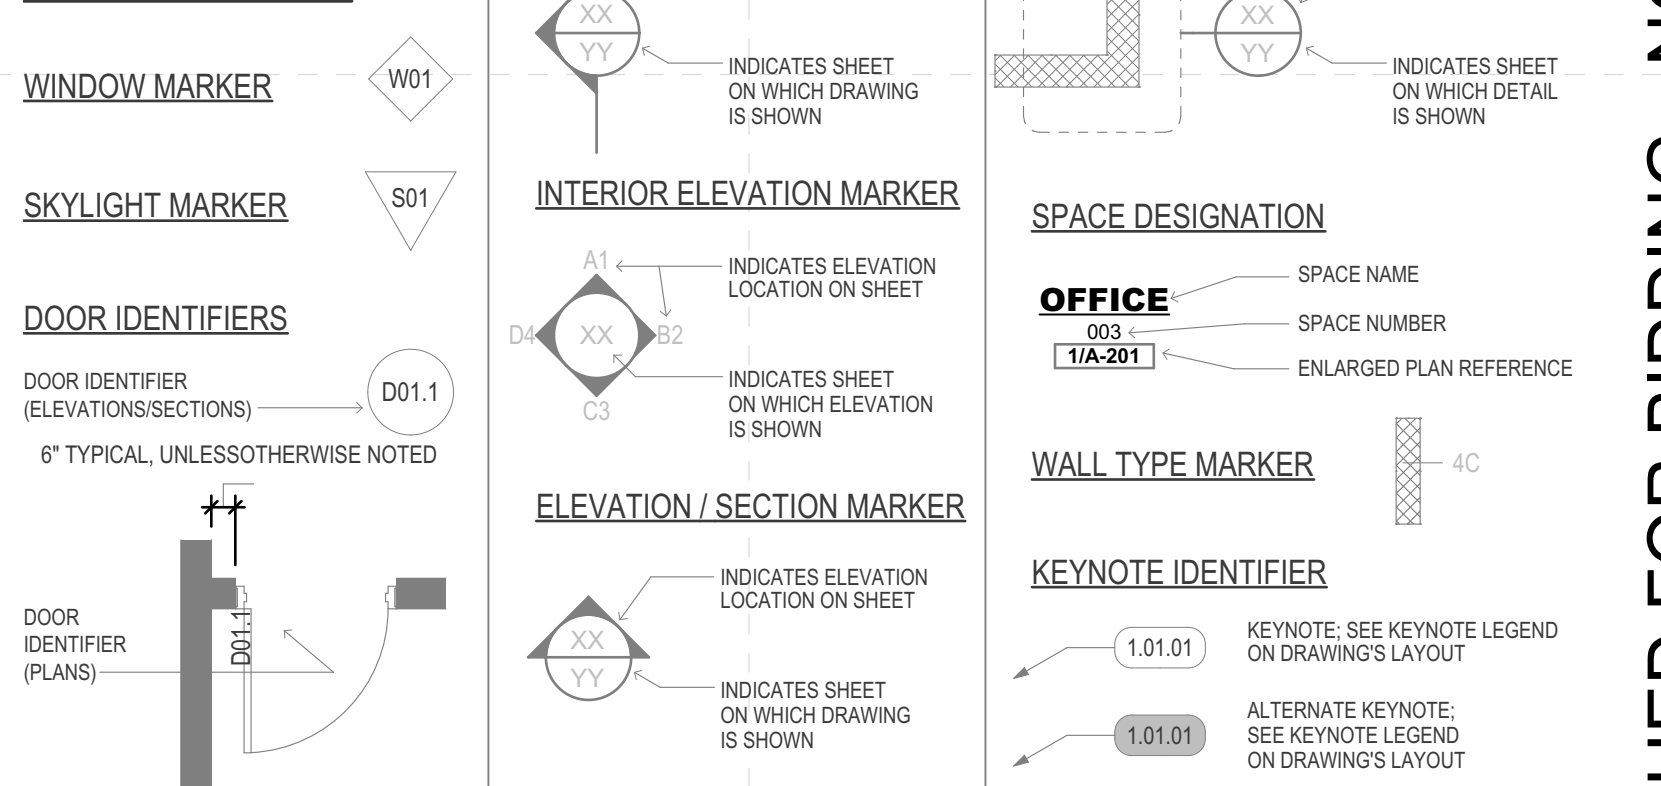 WINDOW MARKER
W01
SKYLIGHT MARKER
S01
DOOR IDENTIFIERS
DOOR IDENTIFIER
(ELEVATIONS/SECTIONS)
D01.1
6" TYPICAL, UNLESSOTHERWISE NOTED
DOOR
IDENTIFIER
(PLANS)
D01.1
XX
YY
INDICATES SHEET
ON WHICH DRAWING
IS SHOWN
INTERIOR ELEVATION MARKER
A1
D4
XX
B2
C3
INDICATES ELEVATION
LOCATION ON SHEET
INDICATES SHEET
ON WHICH ELEVATION
IS SHOWN
ELEVATION / SECTION MARKER
XX
YY
INDICATES ELEVATION
LOCATION ON SHEET
INDICATES SHEET
ON WHICH DRAWING
IS SHOWN
XX
YY
INDICATES SHEET
ON WHICH DETAIL
IS SHOWN
SPACE DESIGNATION
OFFICE
003
1/A-201
SPACE NAME
SPACE NUMBER
ENLARGED PLAN REFERENCE
WALL TYPE MARKER
4C
KEYNOTE IDENTIFIER
1.01.01
KEYNOTE; SEE KEYNOTE LEGEND
ON DRAWING'S LAYOUT
1.01.01
ALTERNATE KEYNOTE;
SEE KEYNOTE LEGEND
ON DRAWING'S LAYOUT
FOR BIDDING